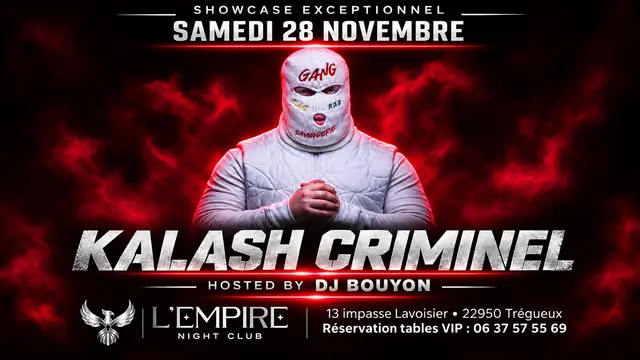 SHOWCASE EXCEPTIONNEL
SAMEDI 28 NOVEMBRE
GANG
SAUVAGERIE
KALASH CRIMINEL
HOSTED BY DJ BOUYON
L'EMPIRE
NIGHT CLUB
13 impasse Lavoisier • 22950 Trégueux
Réservation tables VIP : 06 37 57 55 69